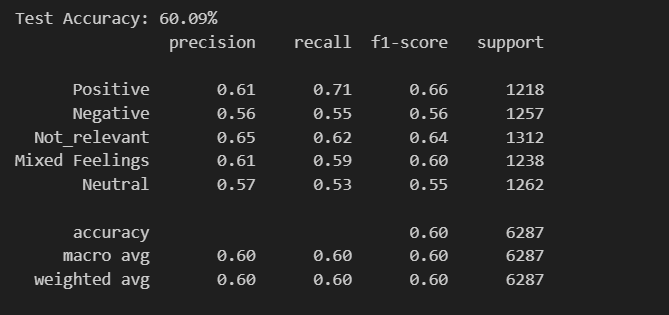 Test Accuracy: 60.09%
precision recall f1-score support
Positive 0.61 0.71 0.66 1218
Negative 0.56 0.55 0.56 1257
Not_relevant 0.65 0.62 0.64 1312
Mixed Feelings 0.61 0.59 0.60 1238
Neutral 0.57 0.53 0.55 1262
accuracy 0.60 6287
macro avg 0.60 0.60 0.60 6287
weighted avg 0.60 0.60 0.60 6287